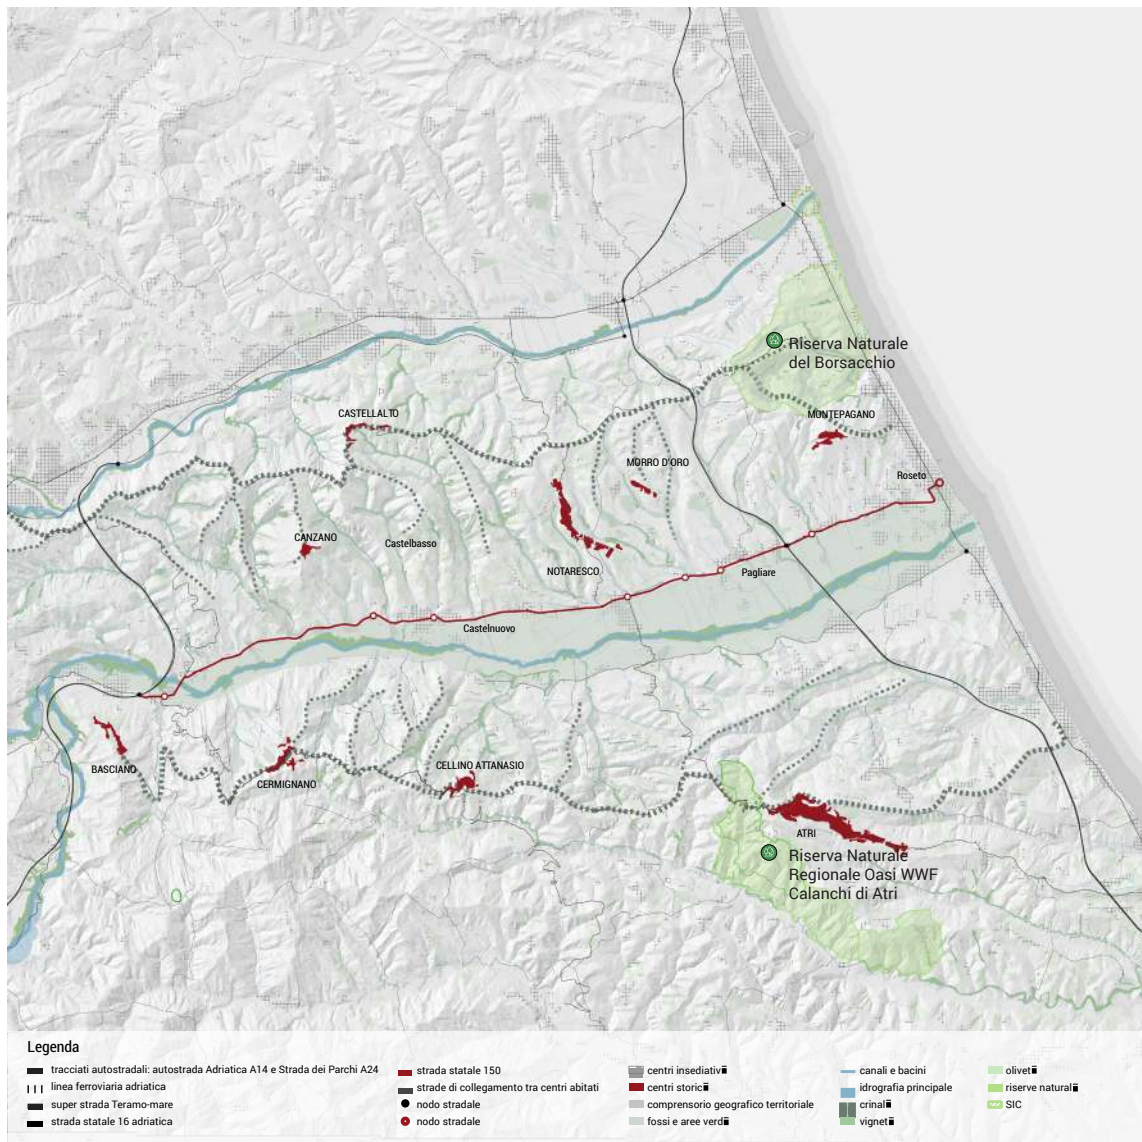 Riserva Naturale
del Borsacchio
CASTELLALTO
MONTEPAGANO
MORRO D'ORO
Roseto
CANZANO
Castelbasso
NOTARESCO
Pagliare
Castelnuovo
BASCIANO
CERMIGNANO
CELLINO ATTANASIO
ATRI
Riserva Naturale
Regionale Oasi WWF
Calanchi di Atri
Legenda
tracciati autostradali: autostrada Adriatica A14 e Strada dei Parchi A24
linea ferroviaria adriatica
super strada Teramo-mare
strada statale 16 adriatica
strada statale 150
strade di collegamento tra centri abitati
nodo stradale
nodo stradale
centri insediativi
centri storici
comprensorio geografico territoriale
fossi e aree verdi
canali e bacini
idrografia principale
crinali
vigneti
oliveti
riserve naturali
SIC